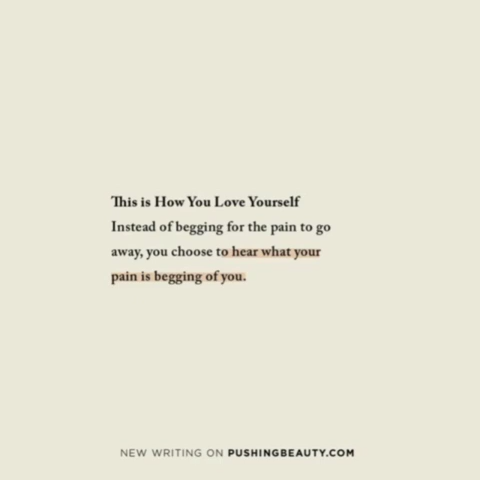 This is How You Love Yourself
Instead of begging for the pain to go
away, you choose to hear what your
pain is begging of you.
NEW WRITING ON PUSHINGBEAUTY.COM